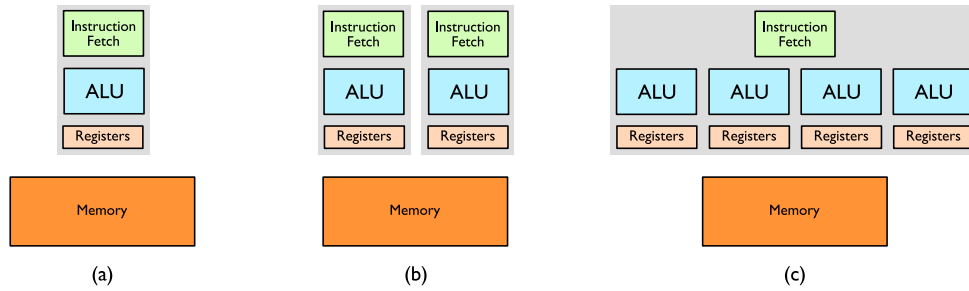 Instruction
Fetch
ALU
Registers
Memory
(a)
Instruction
Fetch
Instruction
Fetch
ALU
ALU
Registers
Registers
Memory
(b)
Instruction
Fetch
ALU
ALU
ALU
ALU
Registers
Registers
Registers
Registers
Memory
(c)